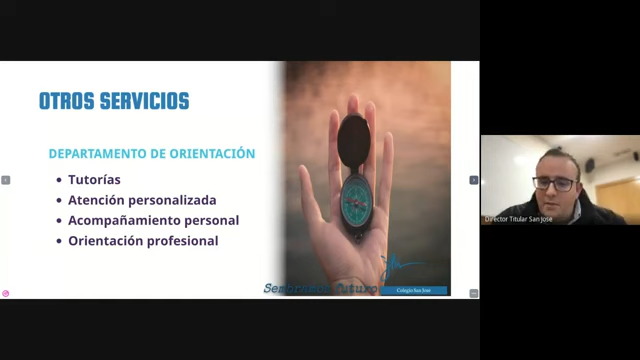 OTROS SERVICIOS
DEPARTAMENTO DE ORIENTACIÓN
• Tutorías
• Atención personalizada
• Acompañamiento personal
• Orientación profesional
Sembrando futuro
Colegio San Jose
Director Titular San Jose